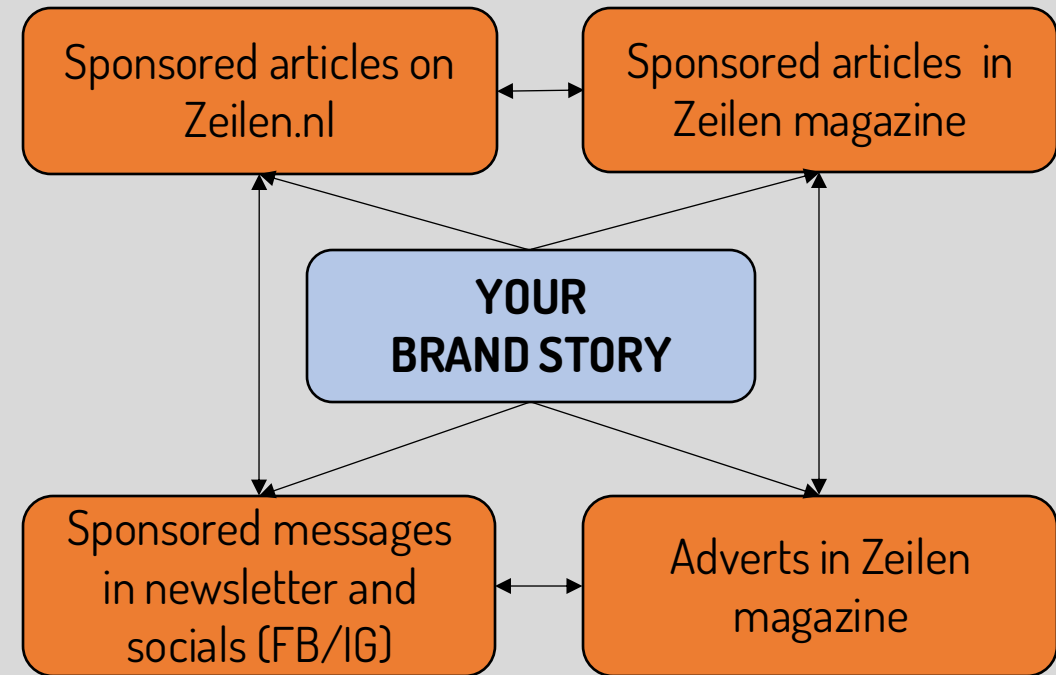 Sponsored articles on
Zeilen.nl
Sponsored articles in
Zeilen magazine
YOUR
BRAND STORY
Sponsored messages
in newsletter and
socials (FB/IG)
Adverts in Zeilen
magazine